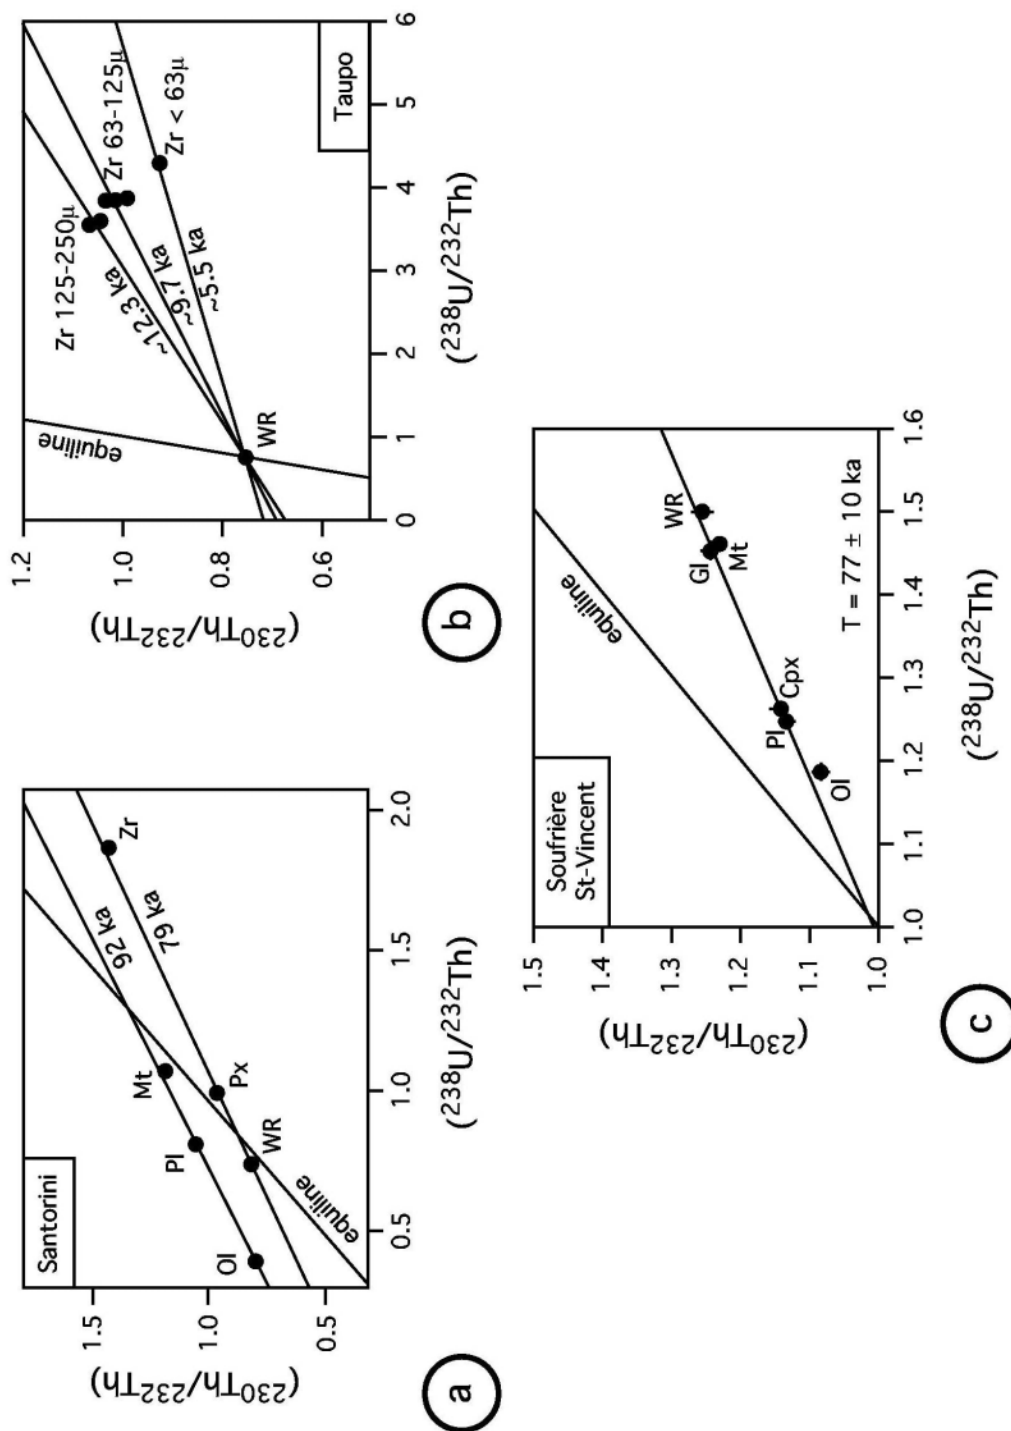 Santorini
(²³⁰Th/²³²Th)
1.5
1.0
0.5
Ol
Pl
Mt
WR
Px
Zr
92 ka
79 ka
equiline
0.5
1.0
1.5
2.0
(²³⁸U/²³²Th)
a
(²³⁰Th/²³²Th)
1.2
1.0
0.8
0.6
equiline
WR
Zr 125-250μ
Zr 63-125μ
Zr < 63μ
~12.3 ka
~9.7 ka
~5.5 ka
Taupo
0
1
2
3
4
5
6
(²³⁸U/²³²Th)
b
Soufrière
St-Vincent
(²³⁰Th/²³²Th)
1.5
1.4
1.3
1.2
1.1
1.0
equiline
Ol
Pl
Cpx
Gl
Mt
WR
T = 77 ± 10 ka
1.0
1.1
1.2
1.3
1.4
1.5
1.6
(²³⁸U/²³²Th)
c